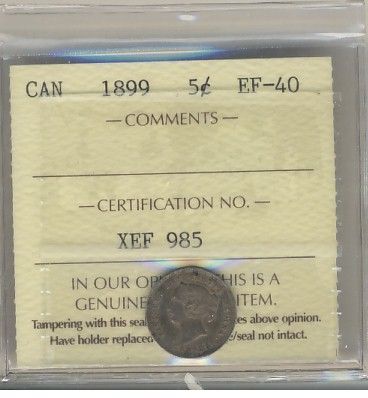 CAN 1899 5¢ EF-40
— COMMENTS —
— CERTIFICATION NO. —
XEF 985
IN OUR OP HIS IS A
GENUINE ITEM.
Tampering with this sea es above opinion.
Have holder replaced e/seal not intact.